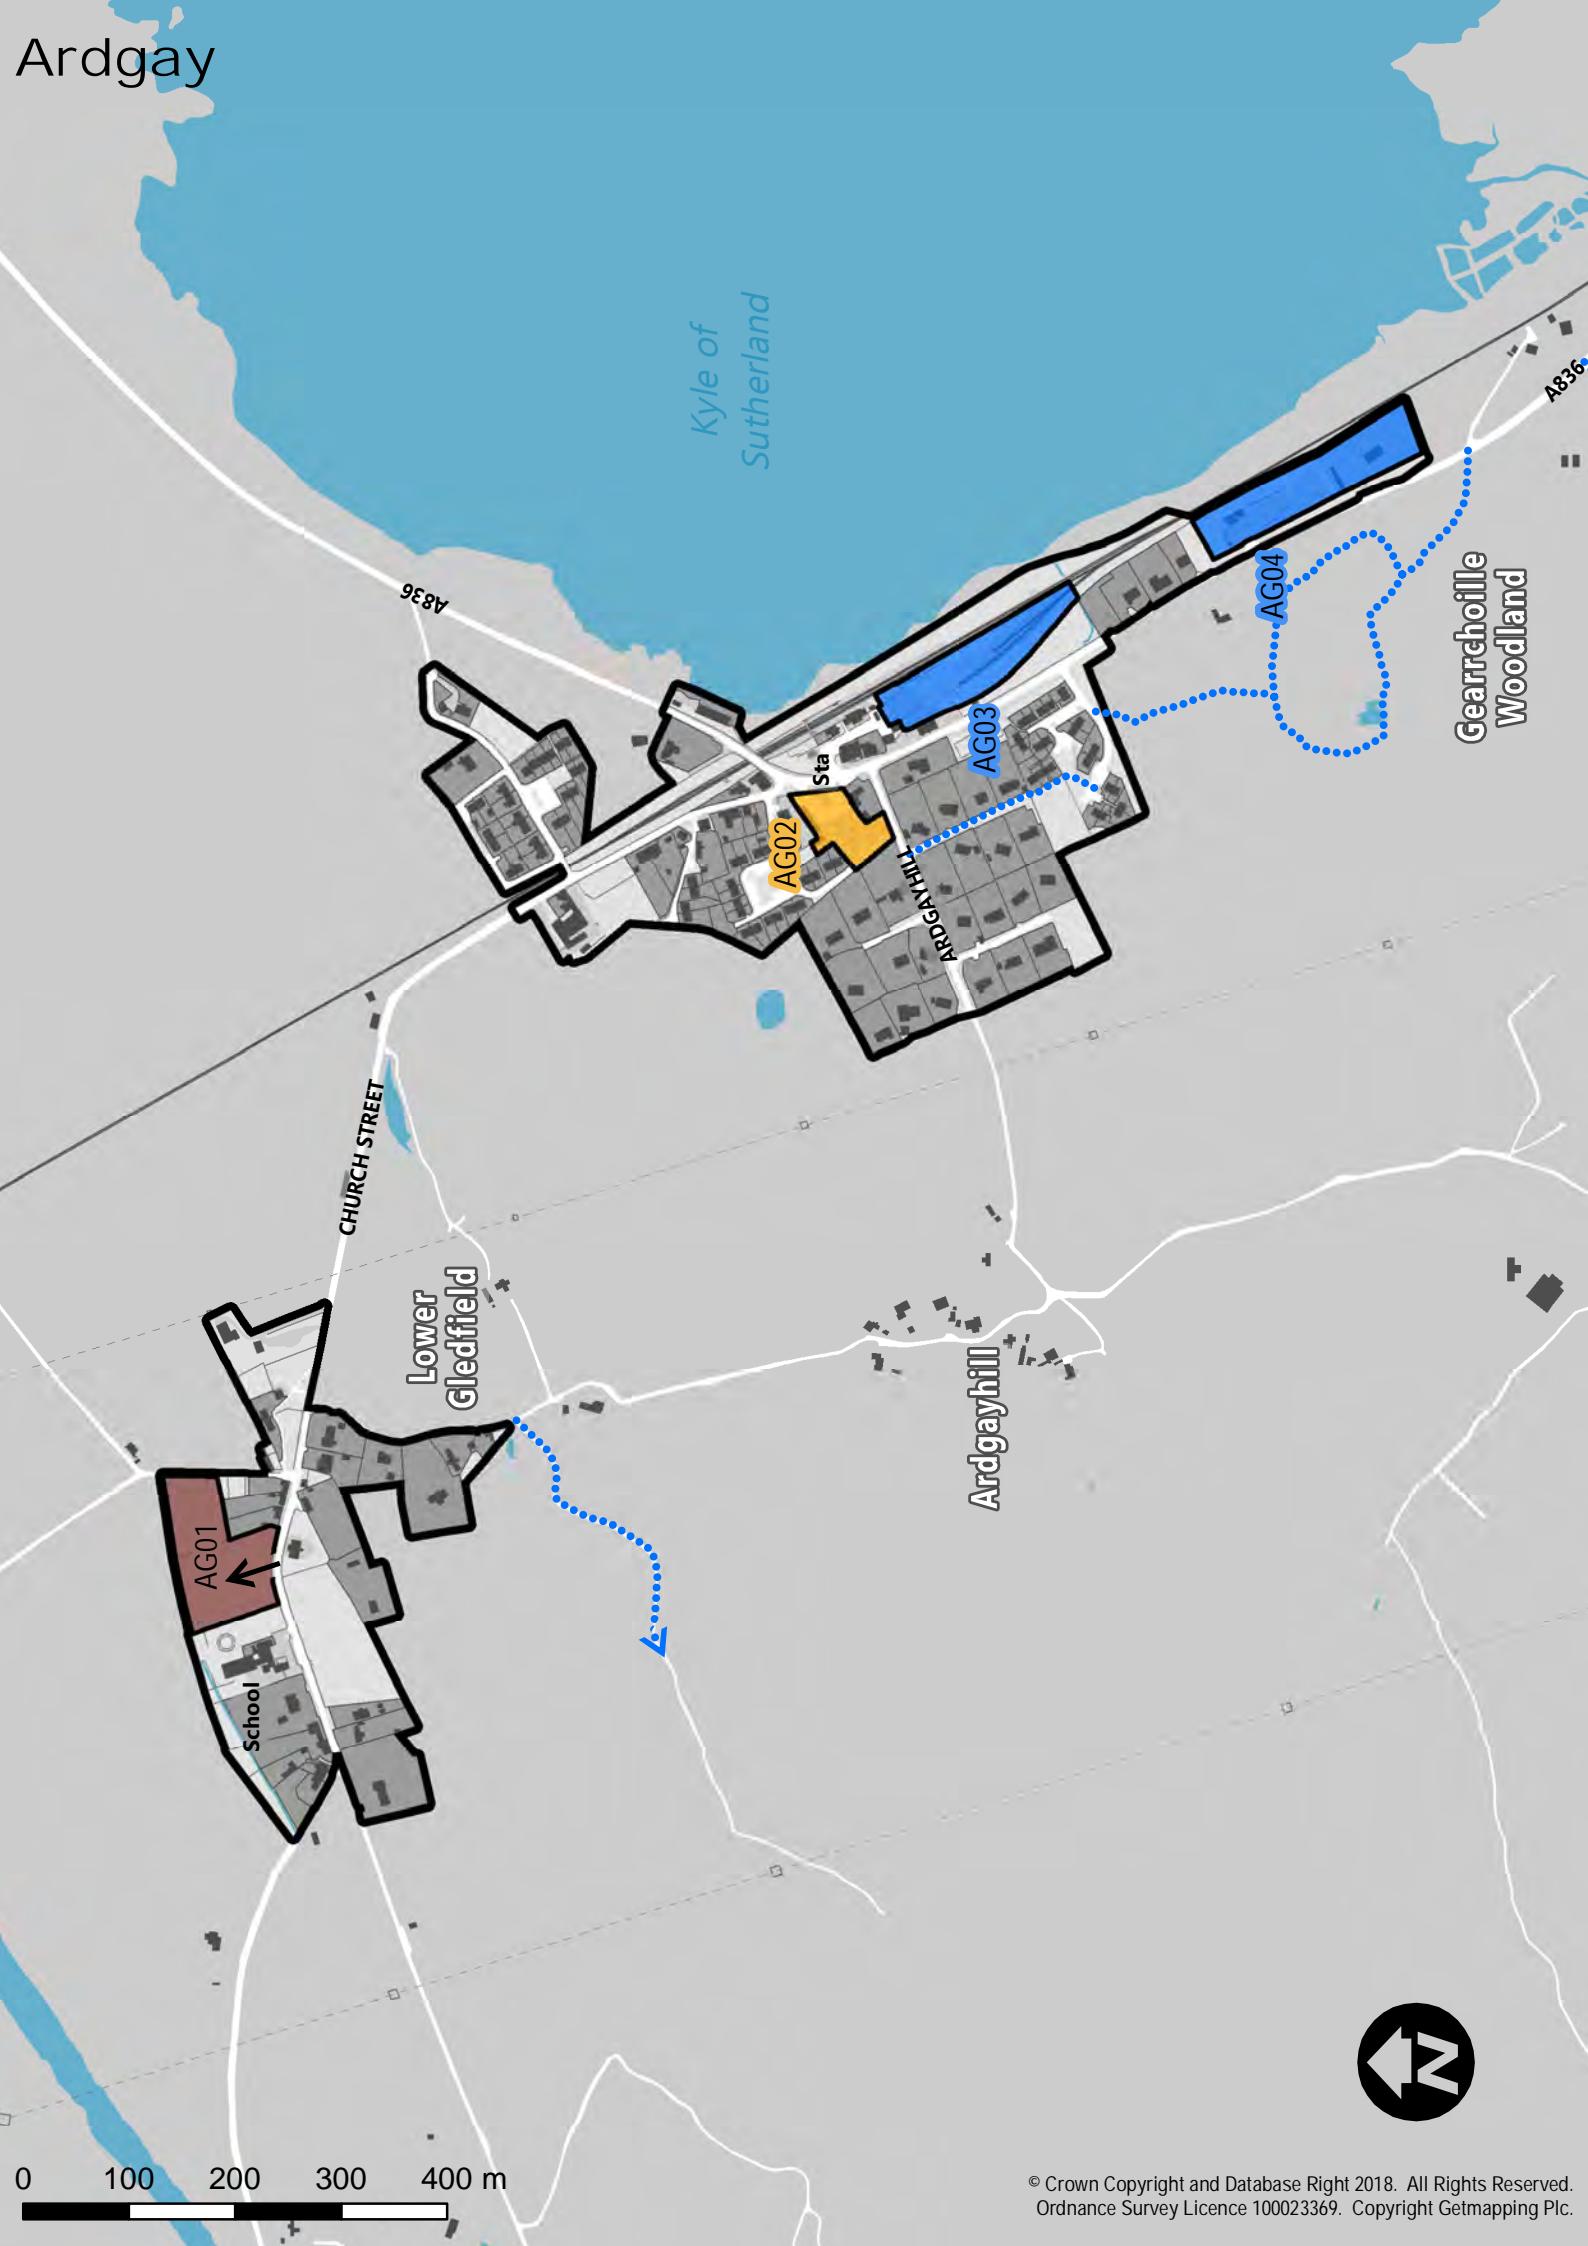 Ardgay
Kyle of
Sutherland
A836
A836
AG04
Gearrchoille
Woodland
AG03
Sta
AG02
ARDGAYHILL
CHURCH STREET
Lower
Gledfield
Ardgayhill
AG01
School
N
0 100 200 300 400 m
© Crown Copyright and Database Right 2018. All Rights Reserved.
Ordnance Survey Licence 100023369. Copyright Getmapping Plc.